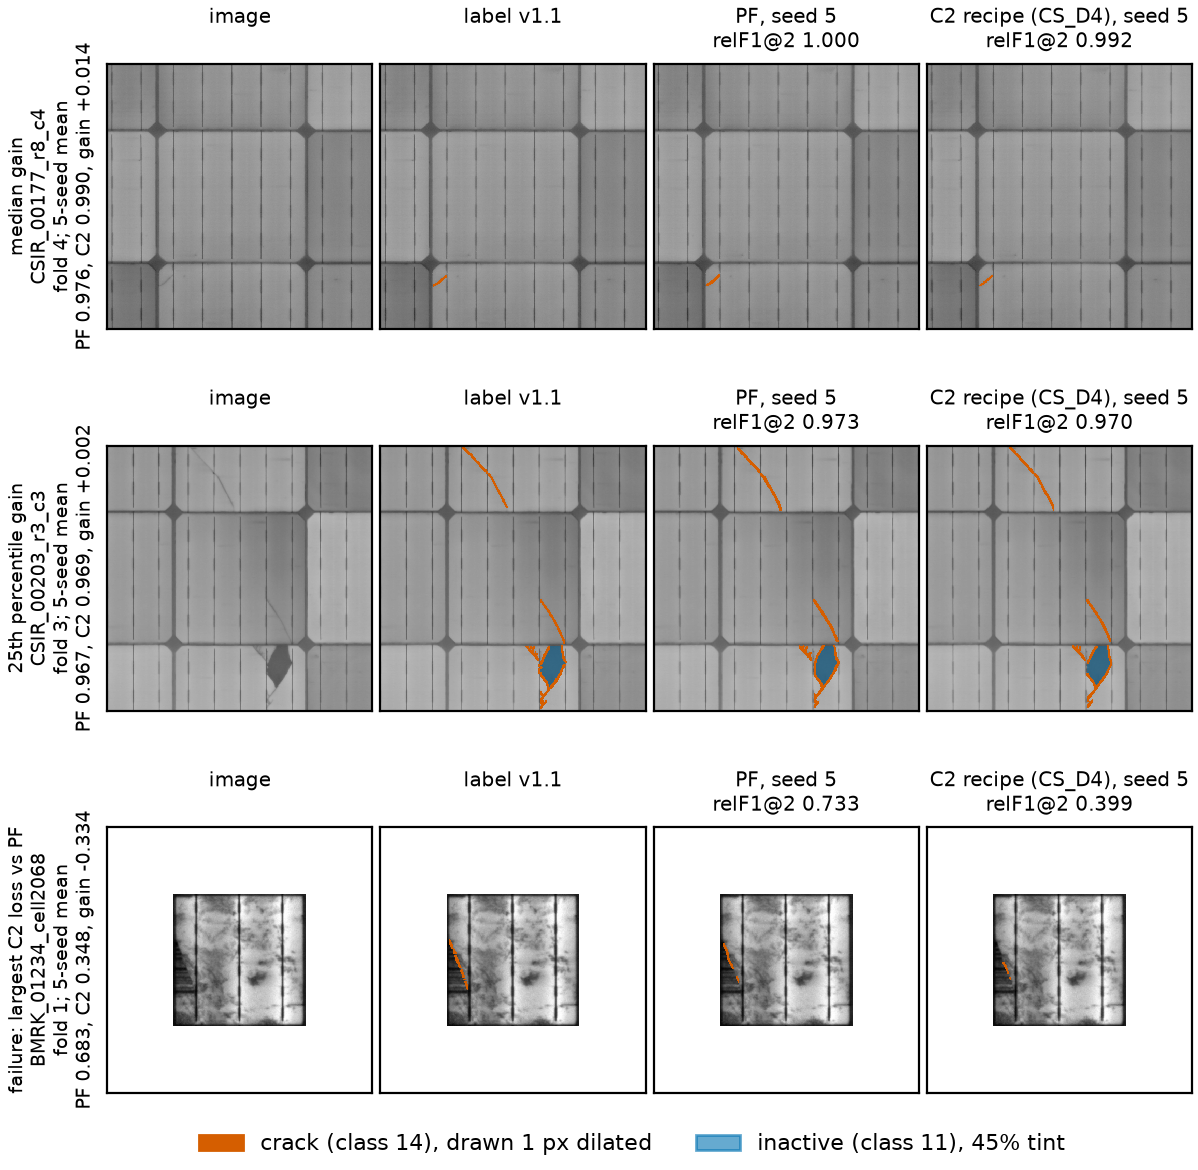 image
label v1.1
PF, seed 5
relF1@2 1.000
C2 recipe (CS_D4), seed 5
relF1@2 0.992
median gain
CSIR_00177_r8_c4
fold 4; 5-seed mean
PF 0.976, C2 0.990, gain +0.014
image
label v1.1
PF, seed 5
relF1@2 0.973
C2 recipe (CS_D4), seed 5
relF1@2 0.970
25th percentile gain
CSIR_00203_r3_c3
fold 3; 5-seed mean
PF 0.967, C2 0.969, gain +0.002
image
label v1.1
PF, seed 5
relF1@2 0.733
C2 recipe (CS_D4), seed 5
relF1@2 0.399
failure: largest C2 loss vs PF
BMRK_01234_cell2068
fold 1; 5-seed mean
PF 0.683, C2 0.348, gain -0.334
crack (class 14), drawn 1 px dilated
inactive (class 11), 45% tint